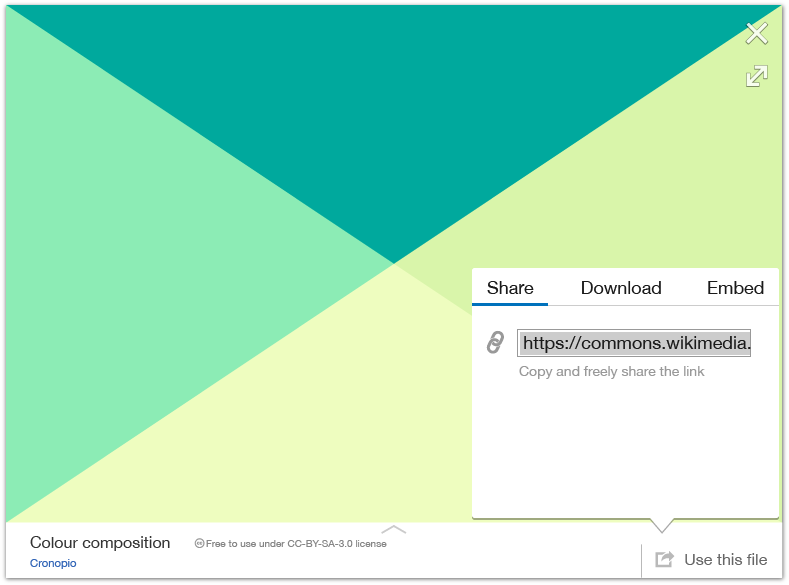 Share Download Embed
https://commons.wikimedia.
Copy and freely share the link
Colour composition
cc Free to use under CC-BY-SA-3.0 license
Cronopio
Use this file